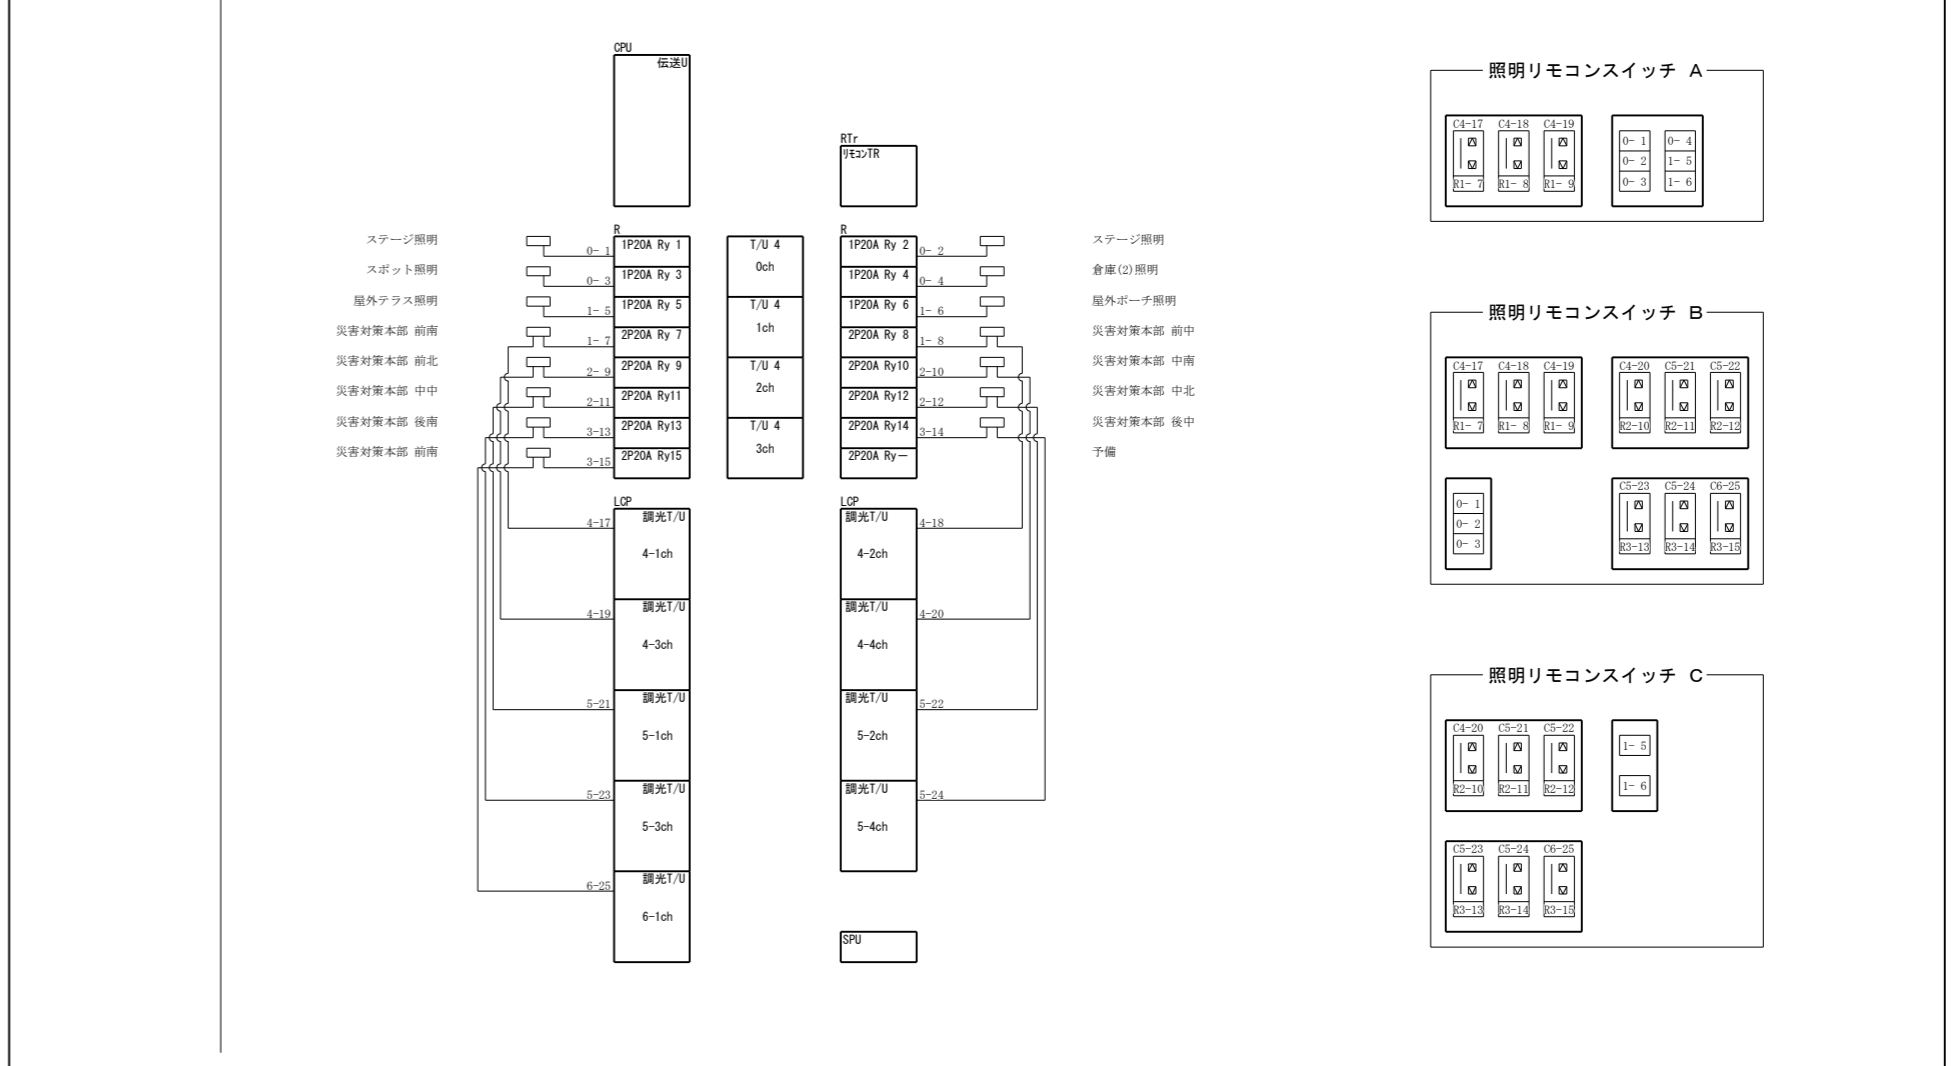 CPU
伝送U
RTr
リモコンTR
R
R
ステージ照明
0- 1
1P20A Ry 1
T/U 4
0ch
1P20A Ry 2
0- 2
ステージ照明
スポット照明
0- 3
1P20A Ry 3
1P20A Ry 4
0- 4
倉庫(2)照明
屋外テラス照明
1- 5
1P20A Ry 5
T/U 4
1ch
1P20A Ry 6
1- 6
屋外ポーチ照明
災害対策本部 前南
1- 7
2P20A Ry 7
2P20A Ry 8
1- 8
災害対策本部 前中
災害対策本部 前北
2- 9
2P20A Ry 9
T/U 4
2ch
2P20A Ry10
2-10
災害対策本部 中南
災害対策本部 中中
2-11
2P20A Ry11
2P20A Ry12
2-12
災害対策本部 中北
災害対策本部 後南
3-13
2P20A Ry13
T/U 4
3ch
2P20A Ry14
3-14
災害対策本部 後中
災害対策本部 前南
3-15
2P20A Ry15
2P20A Ry－
予備
LCP
LCP
4-17
調光T/U
4-1ch
調光T/U
4-2ch
4-18
4-19
調光T/U
4-3ch
調光T/U
4-4ch
4-20
5-21
調光T/U
5-1ch
調光T/U
5-2ch
5-22
5-23
調光T/U
5-3ch
調光T/U
5-4ch
5-24
6-25
調光T/U
6-1ch
SPU
照明リモコンスイッチ A
C4-17 C4-18 C4-19
R1- 7 R1- 8 R1- 9
0- 1 0- 4
0- 2 1- 5
0- 3 1- 6
照明リモコンスイッチ B
C4-17 C4-18 C4-19
R1- 7 R1- 8 R1- 9
C4-20 C5-21 C5-22
R2-10 R2-11 R2-12
0- 1
0- 2
0- 3
C5-23 C5-24 C6-25
R3-13 R3-14 R3-15
照明リモコンスイッチ C
C4-20 C5-21 C5-22
R2-10 R2-11 R2-12
1- 5
1- 6
C5-23 C5-24 C6-25
R3-13 R3-14 R3-15